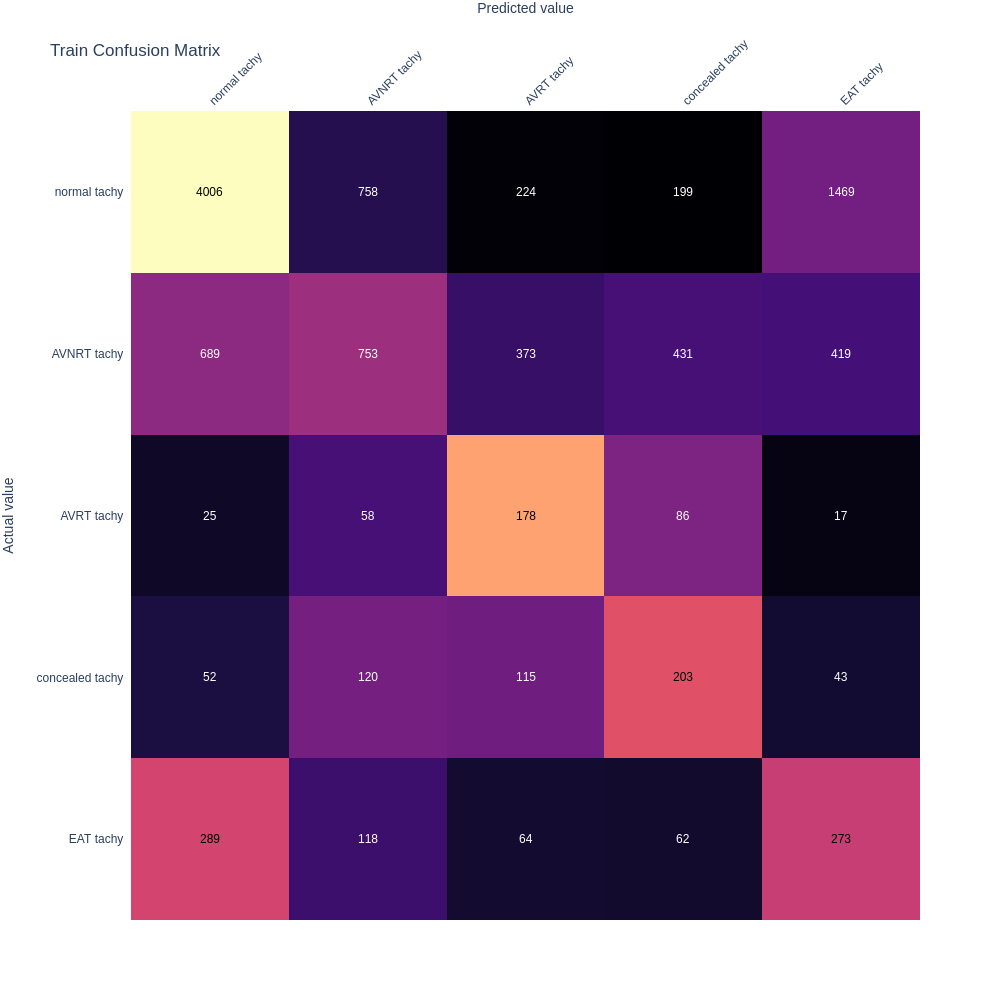 Predicted value
Train Confusion Matrix
normal tachy
AVNRT tachy
AVRT tachy
concealed tachy
EAT tachy
normal tachy 4006 758 224 199 1469
AVNRT tachy 689 753 373 431 419
Actual value
AVRT tachy 25 58 178 86 17
concealed tachy 52 120 115 203 43
EAT tachy 289 118 64 62 273